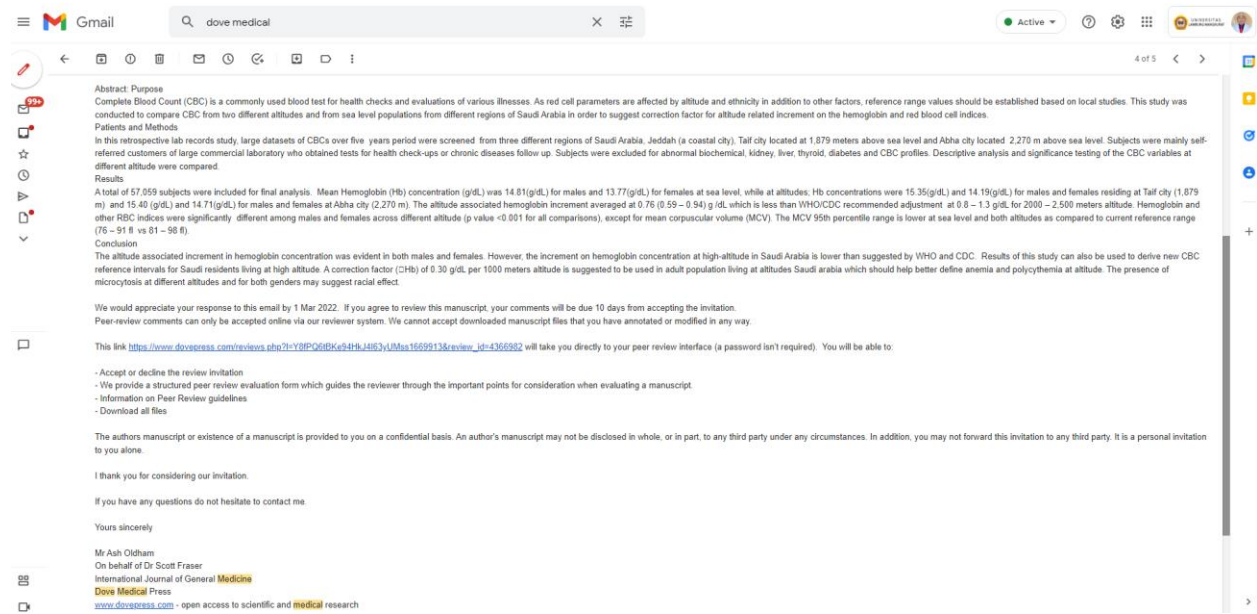 Gmail
dove medical
Active
UNIVERSITAS
4 of 5
99+
Abstract: Purpose
Complete Blood Count (CBC) is a commonly used blood test for health checks and evaluations of various illnesses. As red cell parameters are affected by altitude and ethnicity in addition to other factors, reference range values should be established based on local studies. This study was
conducted to compare CBC from two different altitudes and from sea level populations from different regions of Saudi Arabia in order to suggest correction factor for altitude related increment on the hemoglobin and red blood cell indices.
Patients and Methods
In this retrospective lab records study, large datasets of CBCs over five years period were screened from three different regions of Saudi Arabia, Jeddah (a coastal city), Taif city located at 1,879 meters above sea level and Abha city located 2,270 m above sea level. Subjects were mainly self-
referred customers of large commercial laboratory who obtained tests for health check-ups or chronic diseases follow up. Subjects were excluded for abnormal biochemical, kidney, liver, thyroid, diabetes and CBC profiles. Descriptive analysis and significance testing of the CBC variables at
different altitude were compared.
Results
A total of 57,059 subjects were included for final analysis. Mean Hemoglobin (Hb) concentration (g/dL) was 14.81(g/dL) for males and 13.77(g/dL) for females at sea level, while at altitudes; Hb concentrations were 15.35(g/dL) and 14.19(g/dL) for males and females residing at Taif city (1,879
m) and 15.40 (g/dL) and 14.71(g/dL) for males and females at Abha city (2,270 m). The altitude associated hemoglobin increment averaged at 0.76 (0.59 – 0.94) g /dL which is less than WHO/CDC recommended adjustment at 0.8 – 1.3 g/dL for 2000 – 2,500 meters altitude. Hemoglobin and
other RBC indices were significantly different among males and females across different altitude (p value <0.001 for all comparisons), except for mean corpuscular volume (MCV). The MCV 95th percentile range is lower at sea level and both altitudes as compared to current reference range
(76 – 91 fl vs 81 – 98 fl).
Conclusion
The altitude associated increment in hemoglobin concentration was evident in both males and females. However, the increment on hemoglobin concentration at high-altitude in Saudi Arabia is lower than suggested by WHO and CDC. Results of this study can also be used to derive new CBC
reference intervals for Saudi residents living at high altitude. A correction factor (□Hb) of 0.30 g/dL per 1000 meters altitude is suggested to be used in adult population living at altitudes Saudi arabia which should help better define anemia and polycythemia at altitude. The presence of
microcytosis at different altitudes and for both genders may suggest racial effect.
We would appreciate your response to this email by 1 Mar 2022. If you agree to review this manuscript, your comments will be due 10 days from accepting the invitation.
Peer-review comments can only be accepted online via our reviewer system. We cannot accept downloaded manuscript files that you have annotated or modified in any way.
This link https://www.dovepress.com/reviews.php?I=Y8fPQ6tBKe94HkJ4I63yUMss1669913&review_id=4366982 will take you directly to your peer review interface (a password isn't required). You will be able to:
- Accept or decline the review invitation
- We provide a structured peer review evaluation form which guides the reviewer through the important points for consideration when evaluating a manuscript.
- Information on Peer Review guidelines
- Download all files
The authors manuscript or existence of a manuscript is provided to you on a confidential basis. An author's manuscript may not be disclosed in whole, or in part, to any third party under any circumstances. In addition, you may not forward this invitation to any third party. It is a personal invitation
to you alone.
I thank you for considering our invitation.
If you have any questions do not hesitate to contact me.
Yours sincerely
Mr Ash Oldham
On behalf of Dr Scott Fraser
International Journal of General Medicine
Dove Medical Press
www.dovepress.com - open access to scientific and medical research